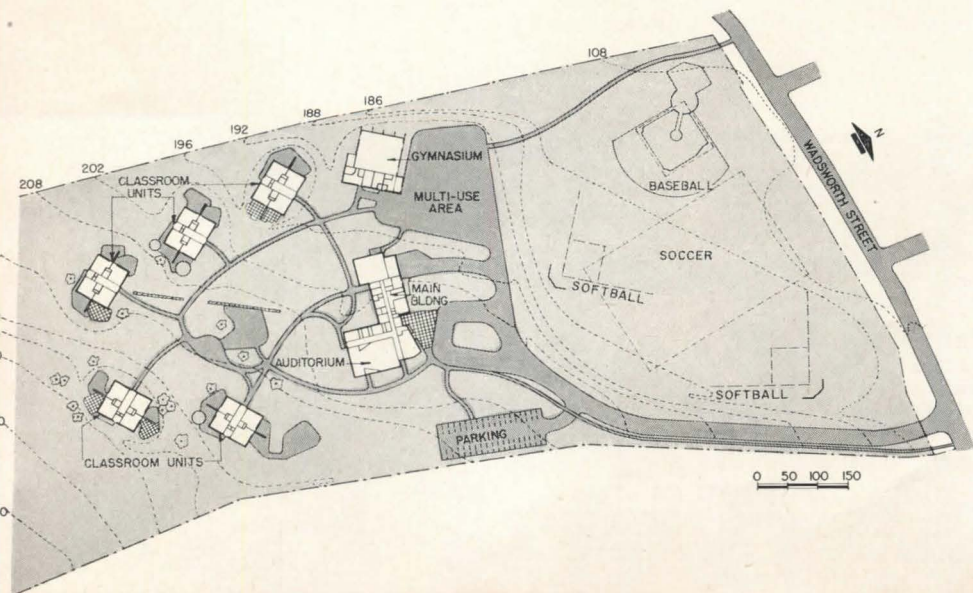 108
186
188
192
196
202
208
N
WADSWORTH STREET
GYMNASIUM
MULTI-USE
AREA
CLASSROOM
UNITS
BASEBALL
SOCCER
SOFTBALL
MAIN
BLDNG
AUDITORIUM
SOFTBALL
PARKING
CLASSROOM UNITS
0 50 100 150